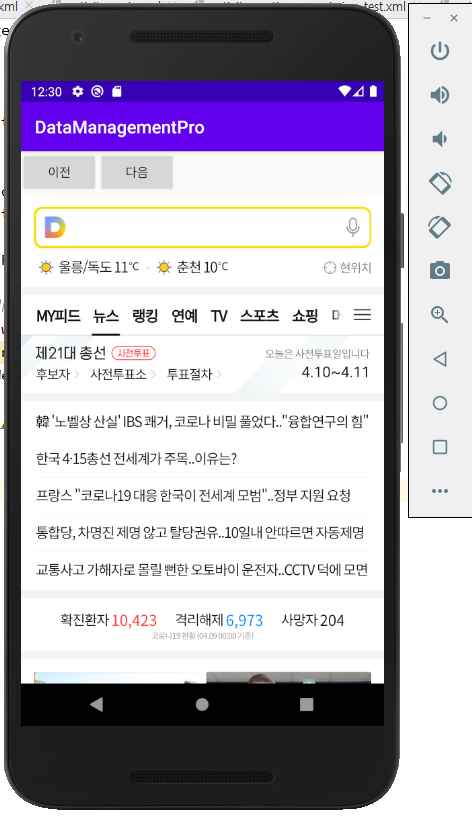 xml
test.xml
12:30
DataManagementPro
이전 다음
울릉/독도 11℃ · 춘천 10℃ 현위치
MY피드 뉴스 랭킹 연예 TV 스포츠 쇼핑
제21대 총선 사전투표 오늘은 사전투표일입니다
후보자 사전투표소 투표절차 4.10~4.11
韓 '노벨상 산실' IBS 쾌거, 코로나 비밀 풀었다.."융합연구의 힘"
한국 4·15총선 전세계가 주목..이유는?
프랑스 "코로나19 대응 한국이 전세계 모범"..정부 지원 요청
통합당, 차명진 제명 않고 탈당권유..10일내 안따르면 자동제명
교통사고 가해자로 몰릴 뻔한 오토바이 운전자..CCTV 덕에 모면
확진환자 10,423 격리해제 6,973 사망자 204
코로나19 현황 (04.09 00:00 기준)